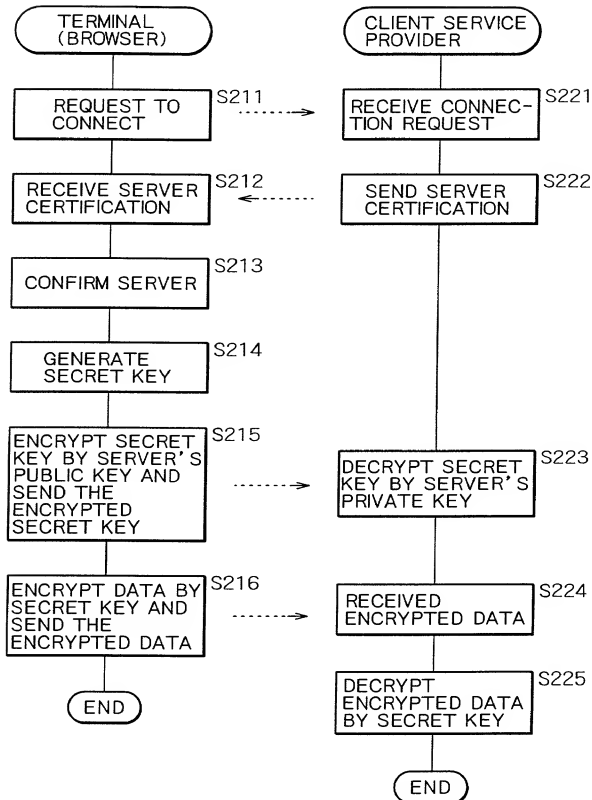 TERMINAL
(BROWSER)
CLIENT SERVICE
PROVIDER
REQUEST TO
CONNECT
S211
RECEIVE CONNEC-
TION REQUEST
S221
RECEIVE SERVER
CERTIFICATION
S212
SEND SERVER
CERTIFICATION
S222
CONFIRM SERVER
S213
GENERATE
SECRET KEY
S214
ENCRYPT SECRET
KEY BY SERVER'S
PUBLIC KEY AND
SEND THE
ENCRYPTED
SECRET KEY
S215
DECRYPT SECRET
KEY BY SERVER'S
PRIVATE KEY
S223
ENCRYPT DATA BY
SECRET KEY AND
SEND THE
ENCRYPTED DATA
S216
RECEIVED
ENCRYPTED DATA
S224
DECRYPT
ENCRYPTED DATA
BY SECRET KEY
S225
END
END